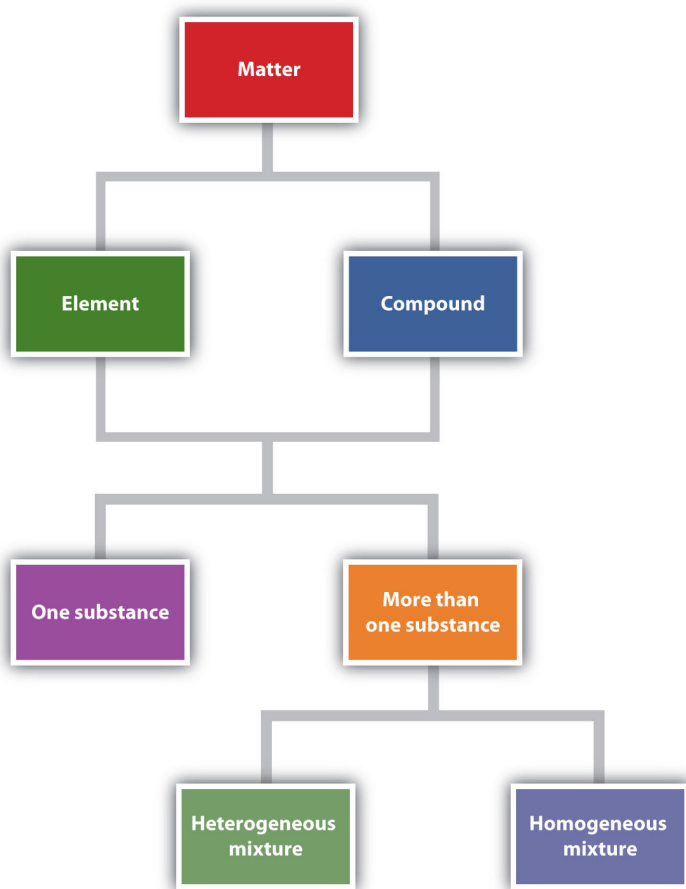 Matter
Element
Compound
One substance
More than
one substance
Heterogeneous
mixture
Homogeneous
mixture